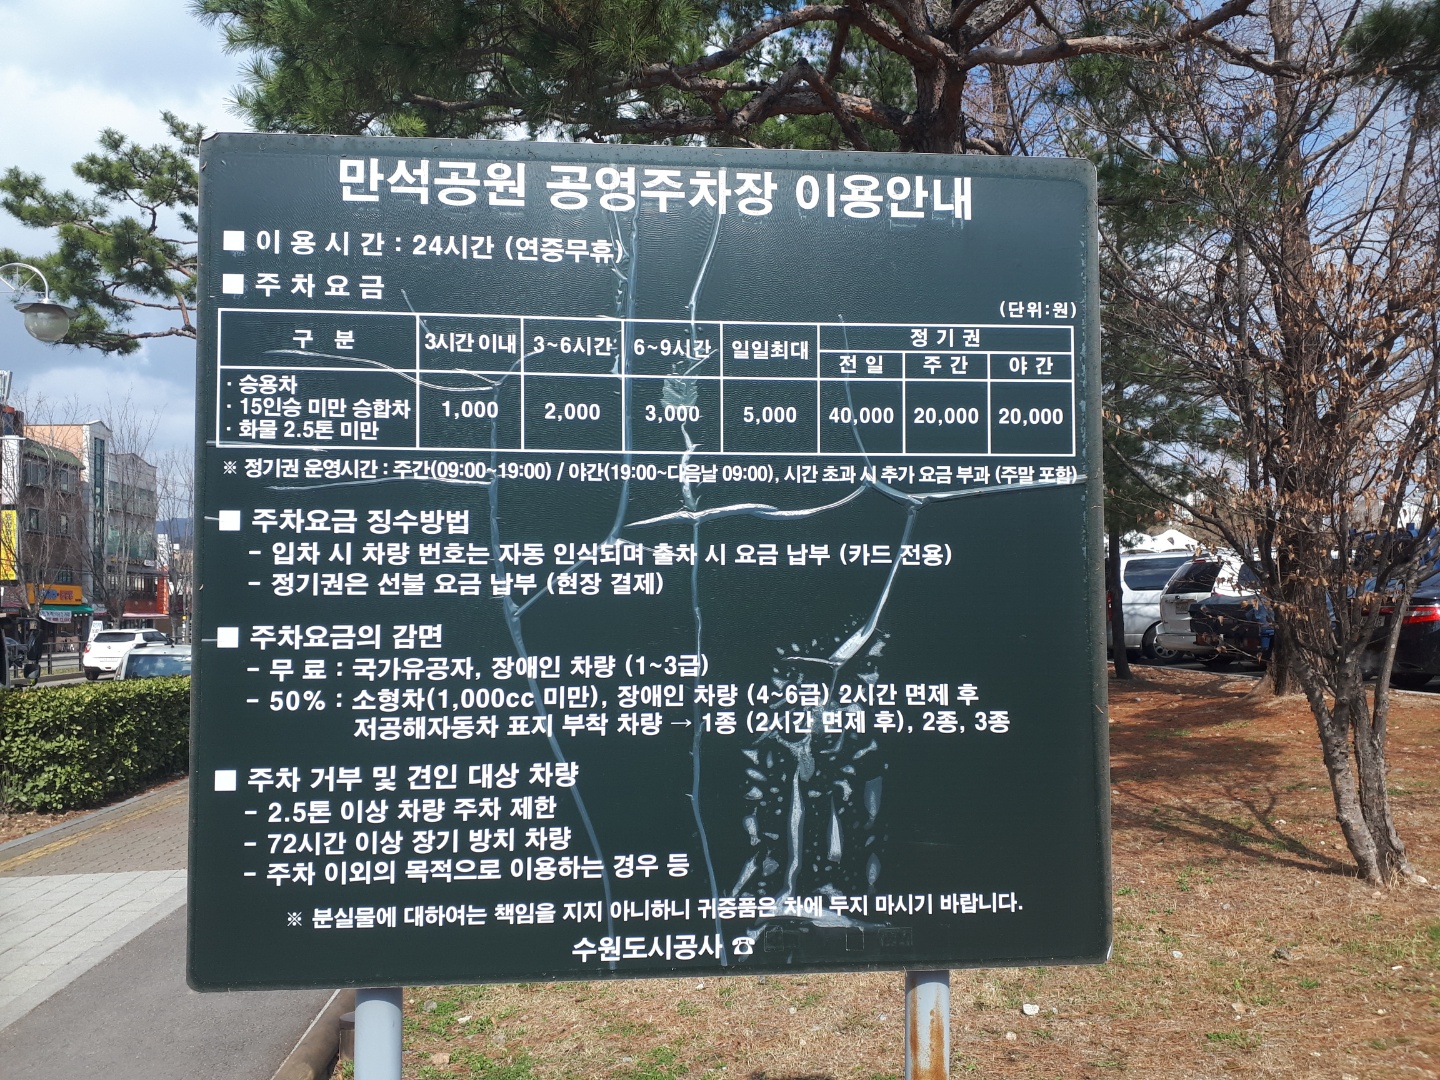 만석공원 공영주차장 이용안내
■ 이 용 시 간 : 24시간 (연중무휴)
■ 주 차 요 금
(단위:원)
구 분 3시간 이내 3~6시간 6~9시간 일일최대 정 기 권
전 일 주 간 야 간
· 승용차
· 15인승 미만 승합차 1,000 2,000 3,000 5,000 40,000 20,000 20,000
· 화물 2.5톤 미만
※ 정기권 운영시간 : 주간(09:00~19:00) / 야간(19:00~다음날 09:00), 시간 초과 시 추가 요금 부과 (주말 포함)
■ 주차요금 징수방법
- 입차 시 차량 번호는 자동 인식되며 출차 시 요금 납부 (카드 전용)
- 정기권은 선불 요금 납부 (현장 결제)
■ 주차요금의 감면
- 무 료 : 국가유공자, 장애인 차량 (1~3급)
- 50% : 소형차(1,000cc 미만), 장애인 차량 (4~6급) 2시간 면제 후
저공해자동차 표지 부착 차량 → 1종 (2시간 면제 후), 2종, 3종
■ 주차 거부 및 견인 대상 차량
- 2.5톤 이상 차량 주차 제한
- 72시간 이상 장기 방치 차량
- 주차 이외의 목적으로 이용하는 경우 등
※ 분실물에 대하여는 책임을 지지 아니하니 귀중품은 차에 두지 마시기 바랍니다.
수원도시공사 ☎